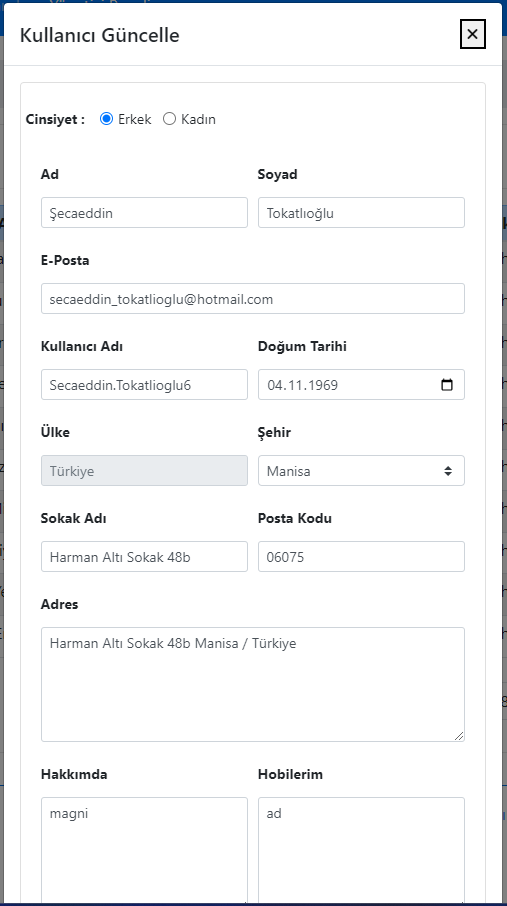 Kullanıcı Güncelle
Cinsiyet : Erkek Kadın
Ad Soyad
Şecaeddin Tokatlıoğlu
E-Posta
secaeddin_tokatlioglu@hotmail.com
Kullanıcı Adı Doğum Tarihi
Secaeddin.Tokatlioglu6 04.11.1969
Ülke Şehir
Türkiye Manisa
Sokak Adı Posta Kodu
Harman Altı Sokak 48b 06075
Adres
Harman Altı Sokak 48b Manisa / Türkiye
Hakkımda Hobilerim
magni ad